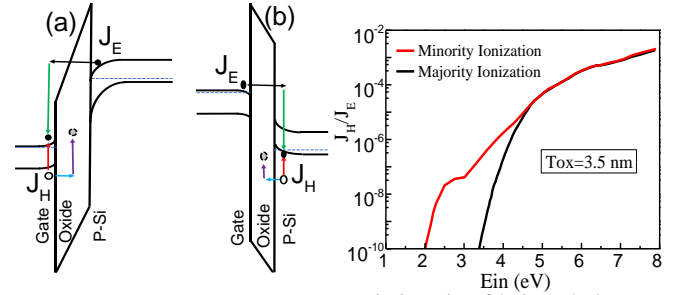 (a)
J_E
J_H
Gate
Oxide
P-Si
(b)
J_E
J_H
Gate
Oxide
P-Si
J_H/J_E
10^-2
10^-4
10^-6
10^-8
10^-10
Minority Ionization
Majority Ionization
Tox=3.5 nm
1 2 3 4 5 6 7 8
Ein (eV)